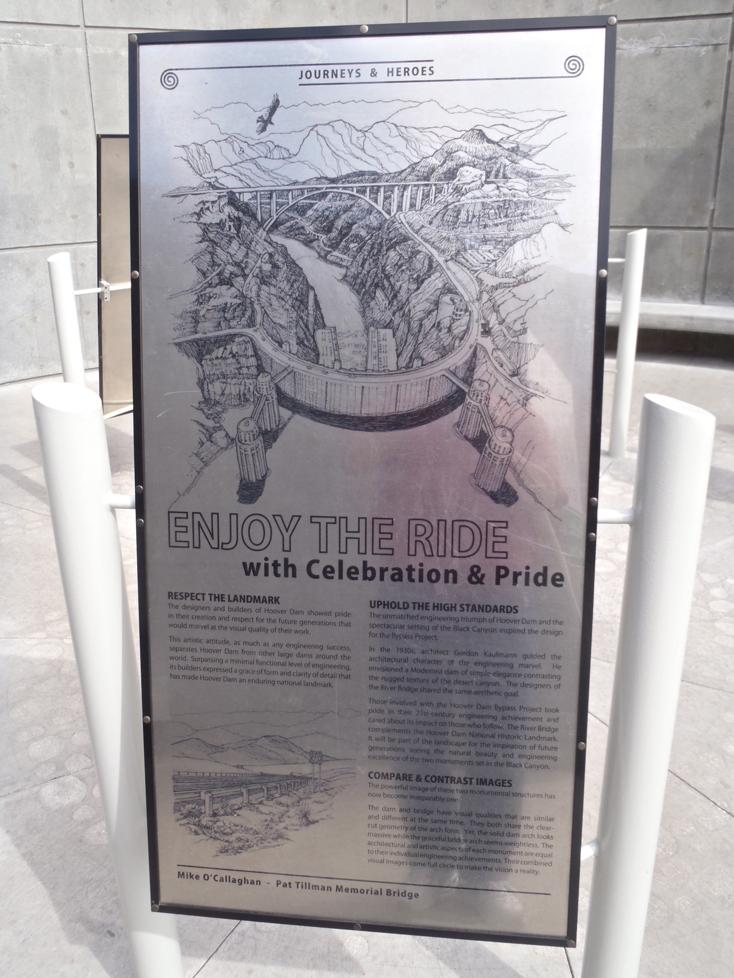 JOURNEYS & HEROES
ENJOY THE RIDE
with Celebration & Pride
RESPECT THE LANDMARK
The designers and builders of Hoover Dam showed pride
in their creation and respect for the future generations that
would marvel at the visual quality of their work.
This artistic attitude, as much as any engineering success,
separates Hoover Dam from other large dams around the
world. Surpassing a minimal functional level of engineering,
its builders expressed a grace of form and clarity of detail that
has made Hoover Dam an enduring national landmark.
UPHOLD THE HIGH STANDARDS
The unmatched engineering triumph of Hoover Dam and the
spectacular setting of the Black Canyon inspired the design
for the Bypass Project.
In the 1930s, architect Gordon Kaufmann guided the
architectural character of the engineering marvel. He
envisioned a Modernist dam of simple elegance contrasting
the rugged texture of the desert canyon. The designers of
the River Bridge shared the same aesthetic goal.
Those involved with the Hoover Dam Bypass Project took
pride in their 21st-century engineering achievement and
cared about its impact on those who follow. The River Bridge
complements the Hoover Dam National Historic Landmark.
It will be part of the landscape for the inspiration of future
generations seeing the natural beauty and engineering
excellence of the two monuments set in the Black Canyon.
COMPARE & CONTRAST IMAGES
The powerful image of these two monumental structures has
now become inseparably one.
The dam and bridge have visual qualities that are similar
and different at the same time. They both share the clear-
cut geometry of the arch form. Yet, the solid dam arch looks
massive while the graceful bridge arch seems weightless. The
architectural and artistic aspects of each monument are equal
to their individual engineering achievements. Their combined
visual images come full circle to make the vision a reality.
Mike O'Callaghan - Pat Tillman Memorial Bridge